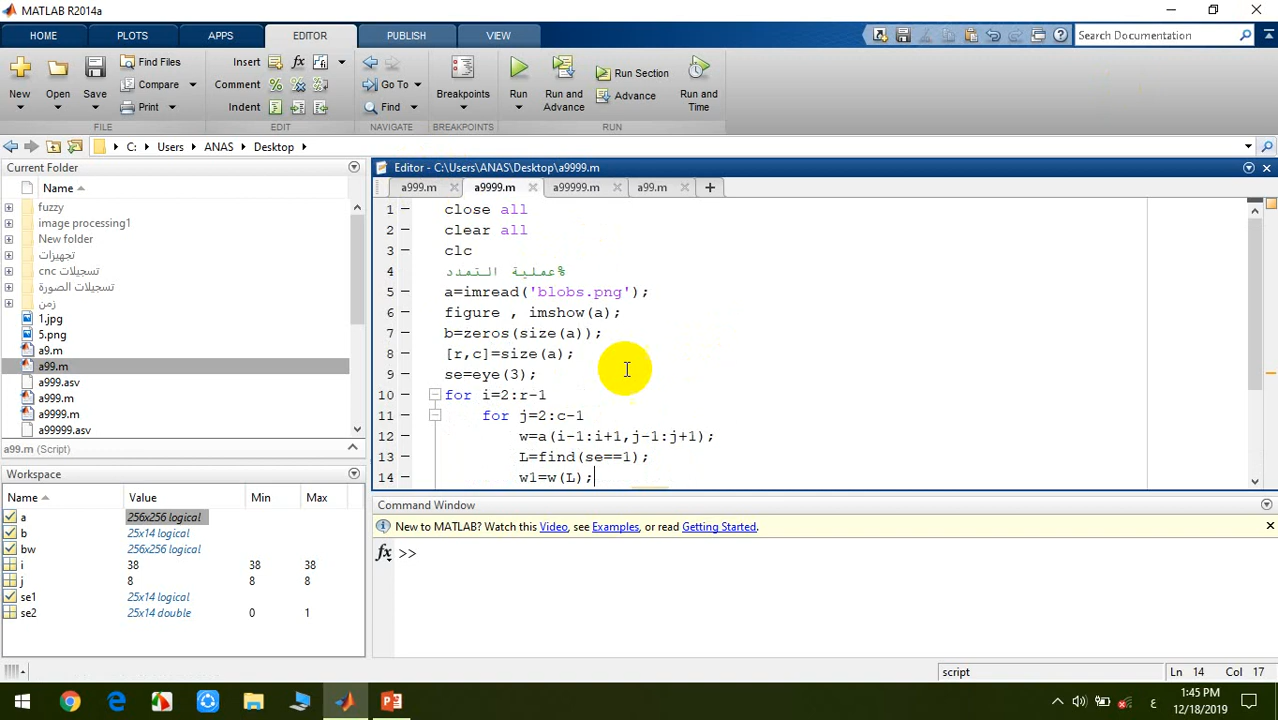 MATLAB R2014a
HOME PLOTS APPS EDITOR PUBLISH VIEW Search Documentation
New Open Save Find Files Compare Print Insert Comment Indent Go To Find Breakpoints Run Run and Advance Run Section Advance Run and Time
FILE EDIT NAVIGATE BREAKPOINTS RUN
C: Users ANAS Desktop
Current Folder
Name
fuzzy
image processing1
New folder
تجهيزات
تسجيلات cnc
تسجيلات الصورة
زمن
1.jpg
5.png
a9.m
a99.m
a999.asv
a999.m
a9999.m
a99999.asv
a99.m (Script)
Workspace
Name Value Min Max
a 256x256 logical
b 25x14 logical
bw 256x256 logical
i 38 38 38
j 8 8 8
se1 25x14 logical
se2 25x14 double 0 1
Editor - C:\Users\ANAS\Desktop\a9999.m
a999.m a9999.m a99999.m a99.m
1 close all
2 clear all
3 clc
4 %عملية التمدد
5 a=imread('blobs.png');
6 figure , imshow(a);
7 b=zeros(size(a));
8 [r,c]=size(a);
9 se=eye(3);
10 for i=2:r-1
11 for j=2:c-1
12 w=a(i-1:i+1,j-1:j+1);
13 L=find(se==1);
14 w1=w(L);
Command Window
New to MATLAB? Watch this Video, see Examples, or read Getting Started.
fx >>
script Ln 14 Col 17
ع 1:45 PM
12/18/2019